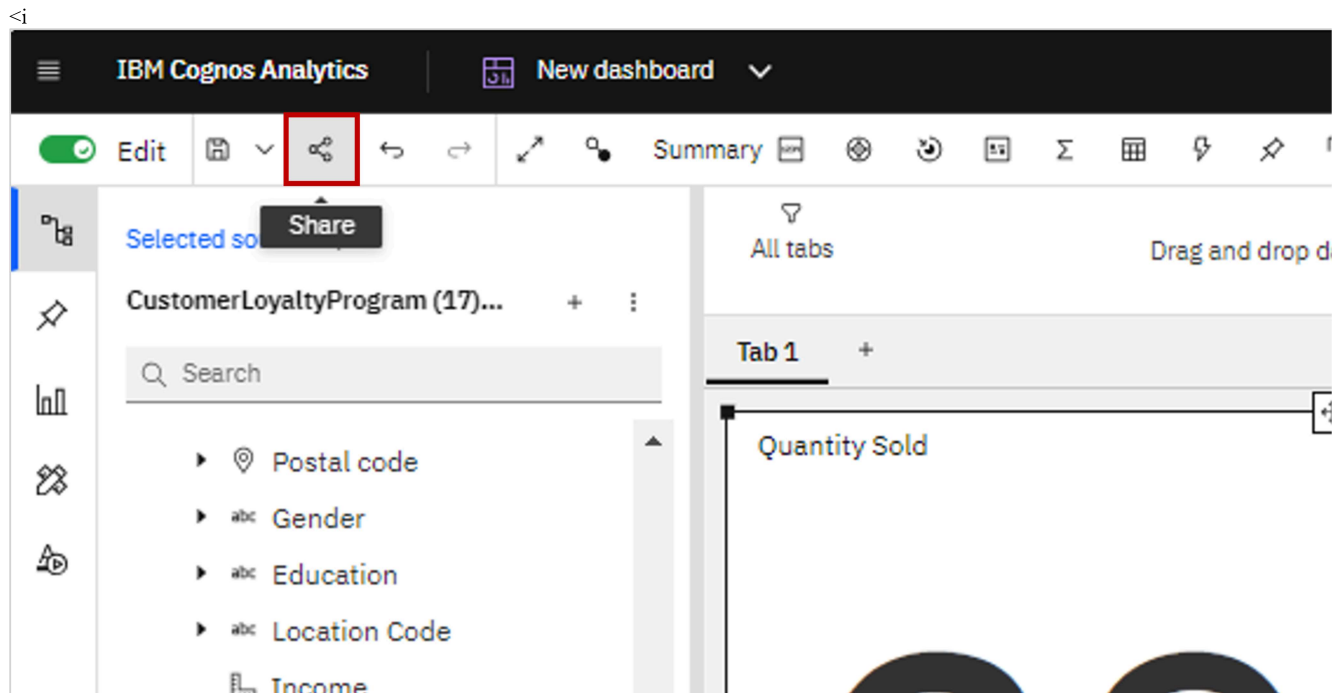 <i
IBM Cognos Analytics New dashboard
Edit Summary
Share
Selected so
All tabs
Drag and drop d
CustomerLoyaltyProgram (17)...
Search
Tab 1
Quantity Sold
Postal code
abc Gender
abc Education
abc Location Code
Income